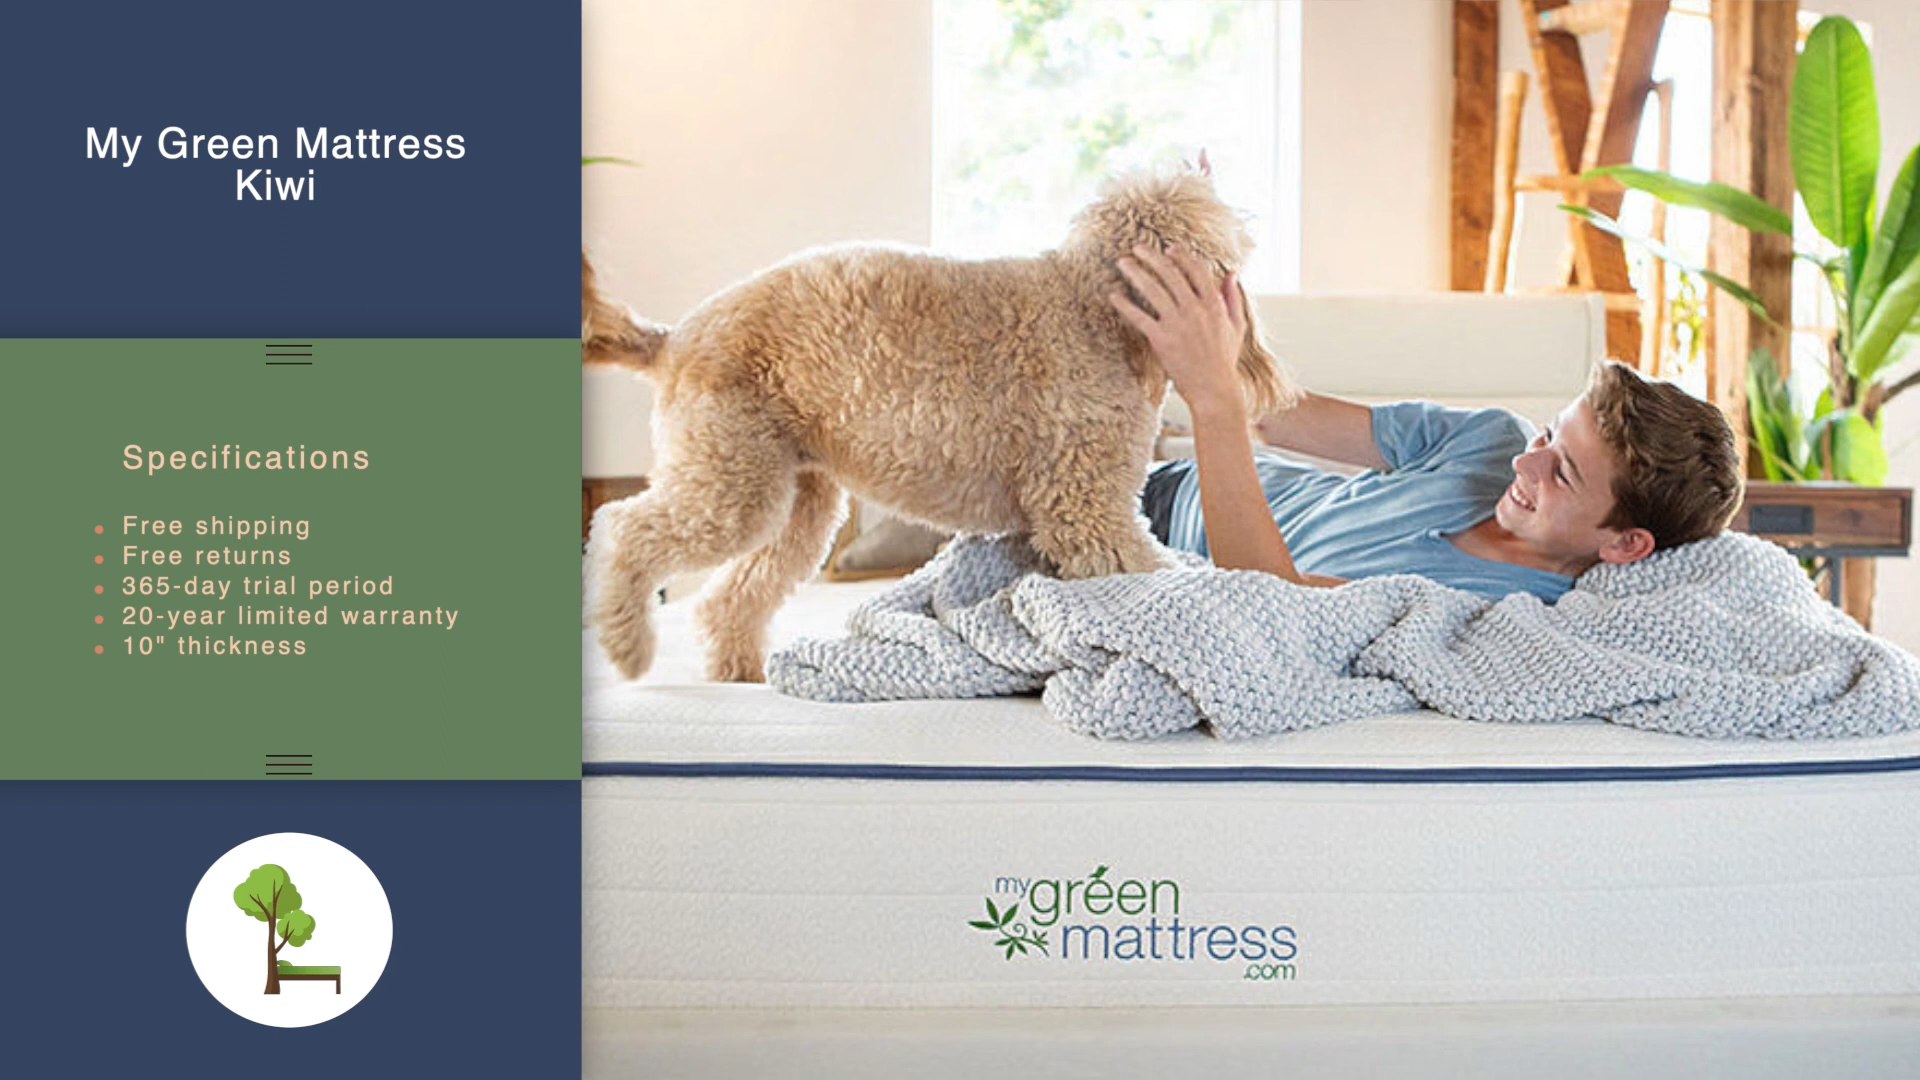 My Green Mattress
Kiwi
Specifications
Free shipping
Free returns
365-day trial period
20-year limited warranty
10" thickness
my green
mattress
.com